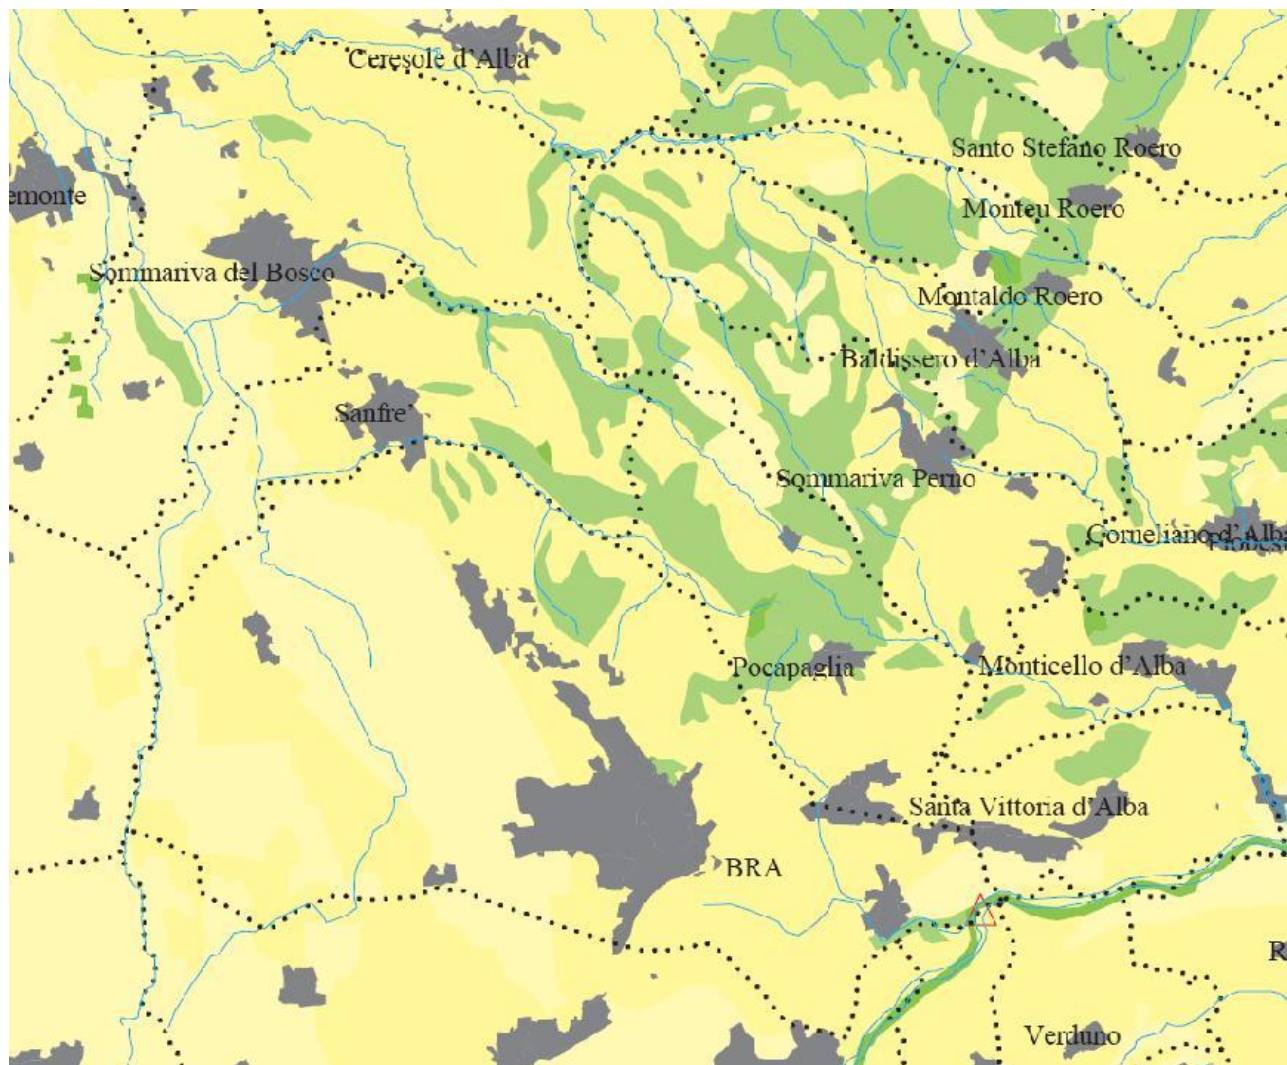 Ceresole d'Alba
Santo Stefano Roero
emonte
Monteu Roero
Sommariva del Bosco
Montaldo Roero
Baldissero d'Alba
Sanfre'
Sommariva Perno
Corneliano d'Alba
Pocapaglia
Monticello d'Alba
Santa Vittoria d'Alba
BRA
R
Verduno